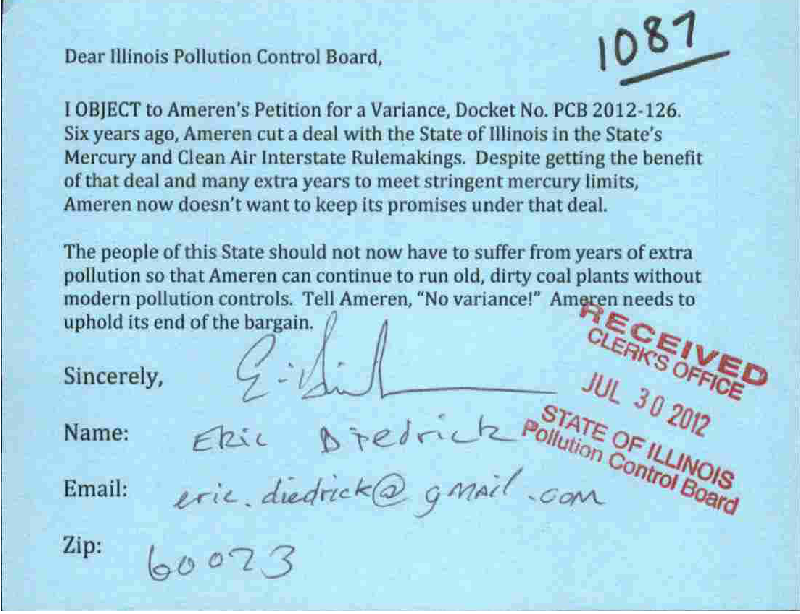 1087
Dear Illinois Pollution Control Board,
I OBJECT to Ameren's Petition for a Variance, Docket No. PCB 2012-126.
Six years ago, Ameren cut a deal with the State of Illinois in the State's
Mercury and Clean Air Interstate Rulemakings.  Despite getting the benefit
of that deal and many extra years to meet stringent mercury limits,
Ameren now doesn't want to keep its promises under that deal.
The people of this State should not now have to suffer from years of extra
pollution so that Ameren can continue to run old, dirty coal plants without
modern pollution controls.  Tell Ameren, "No variance!"  Ameren needs to
uphold its end of the bargain.
RECEIVED
CLERK'S OFFICE
JUL 30 2012
STATE OF ILLINOIS
Pollution Control Board
Sincerely,
Name: Eric Diedrick
Email: eric.diedrick@gmail.com
Zip: 60073